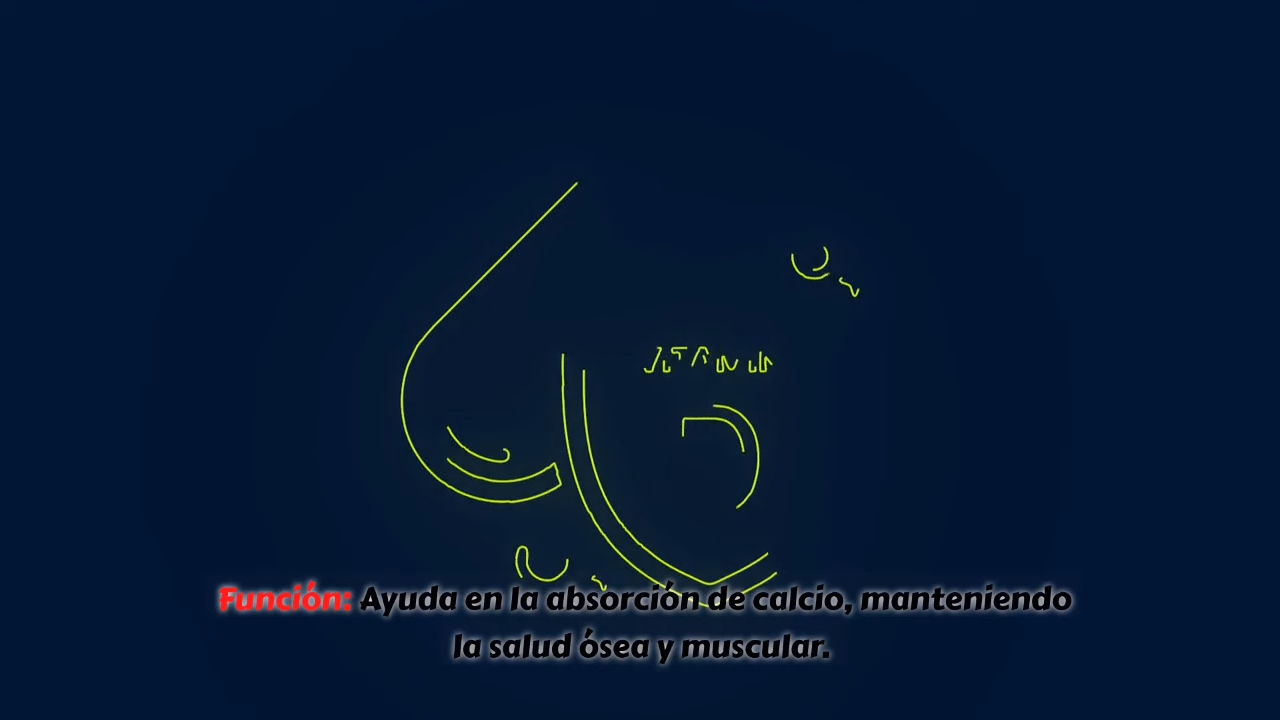 Función: Ayuda en la absorción de calcio, manteniendo
la salud ósea y muscular.